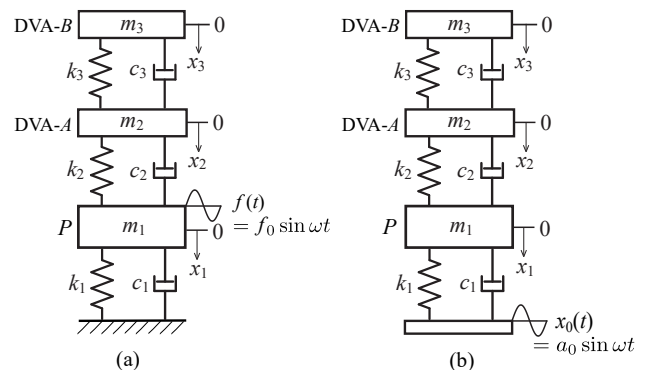 DVA-B m₃ 0
k₃ c₃ x₃
DVA-A m₂ 0
k₂ c₂ x₂
P m₁ 0
f(t)
= f₀ sin ωt
k₁ c₁ x₁
(a)
DVA-B m₃ 0
k₃ c₃ x₃
DVA-A m₂ 0
k₂ c₂ x₂
P m₁ 0
k₁ c₁ x₁
x₀(t)
= a₀ sin ωt
(b)